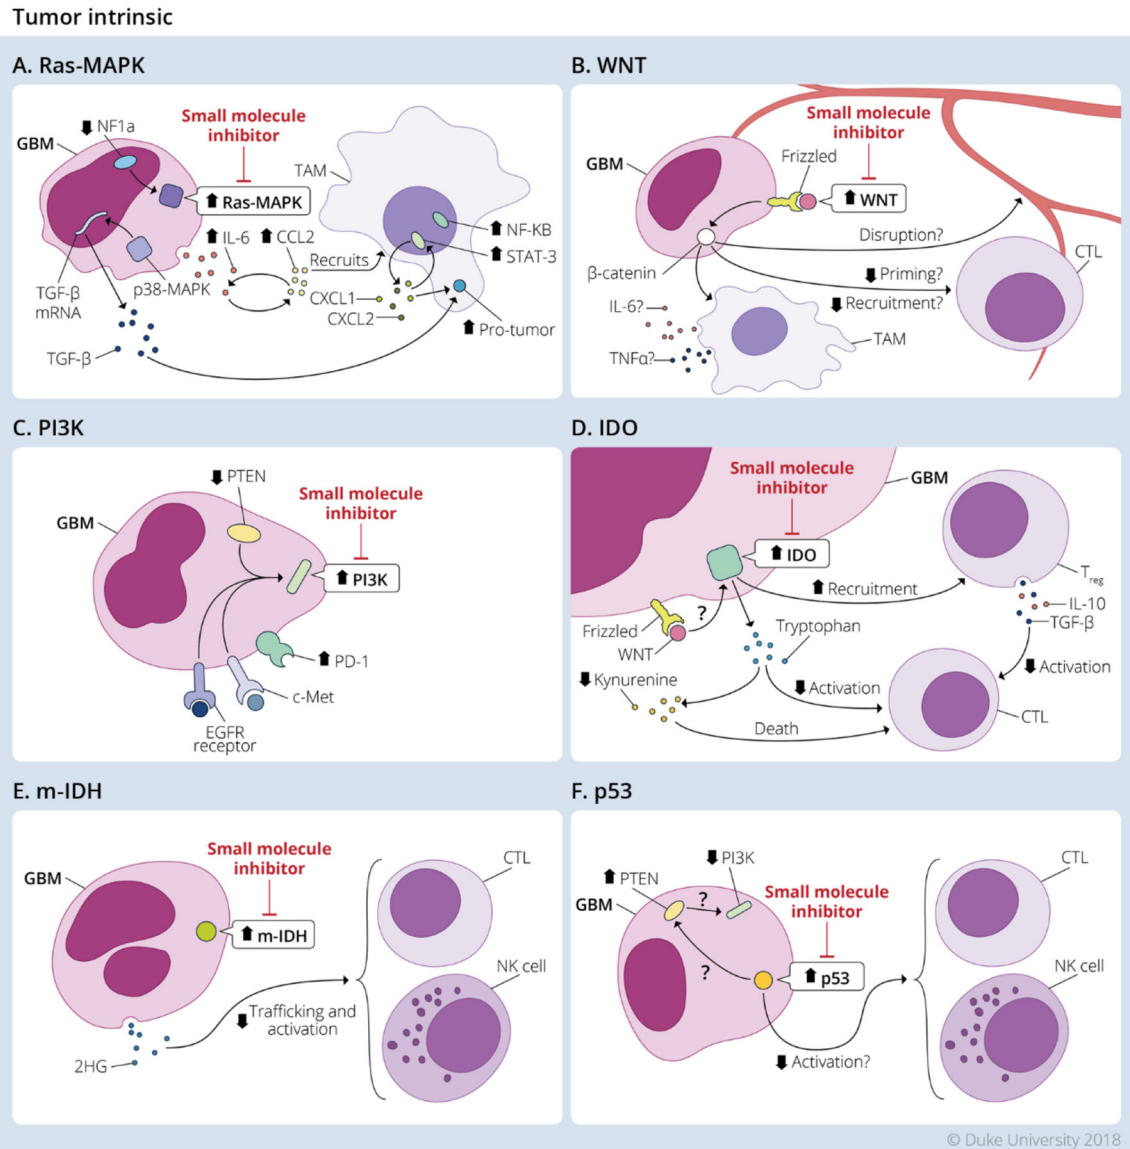 Tumor intrinsic
A. Ras-MAPK
Small molecule
inhibitor
NF1a
GBM
TAM
Ras-MAPK
IL-6
CCL2
NF-KB
STAT-3
Recruits
p38-MAPK
TGF-β
mRNA
CXCL1
CXCL2
Pro-tumor
TGF-β
B. WNT
Small molecule
inhibitor
Frizzled
GBM
WNT
Disruption?
CTL
β-catenin
Priming?
Recruitment?
IL-6?
TAM
TNFα?
C. PI3K
PTEN
Small molecule
inhibitor
GBM
PI3K
PD-1
c-Met
EGFR
receptor
D. IDO
Small molecule
inhibitor
GBM
IDO
Treg
Recruitment
?
IL-10
TGF-β
Frizzled
WNT
Tryptophan
Kynurenine
Activation
Activation
CTL
Death
E. m-IDH
Small molecule
inhibitor
CTL
GBM
m-IDH
NK cell
Trafficking and
activation
2HG
F. p53
PI3K
CTL
PTEN
Small molecule
inhibitor
GBM
?
?
p53
NK cell
Activation?
© Duke University 2018